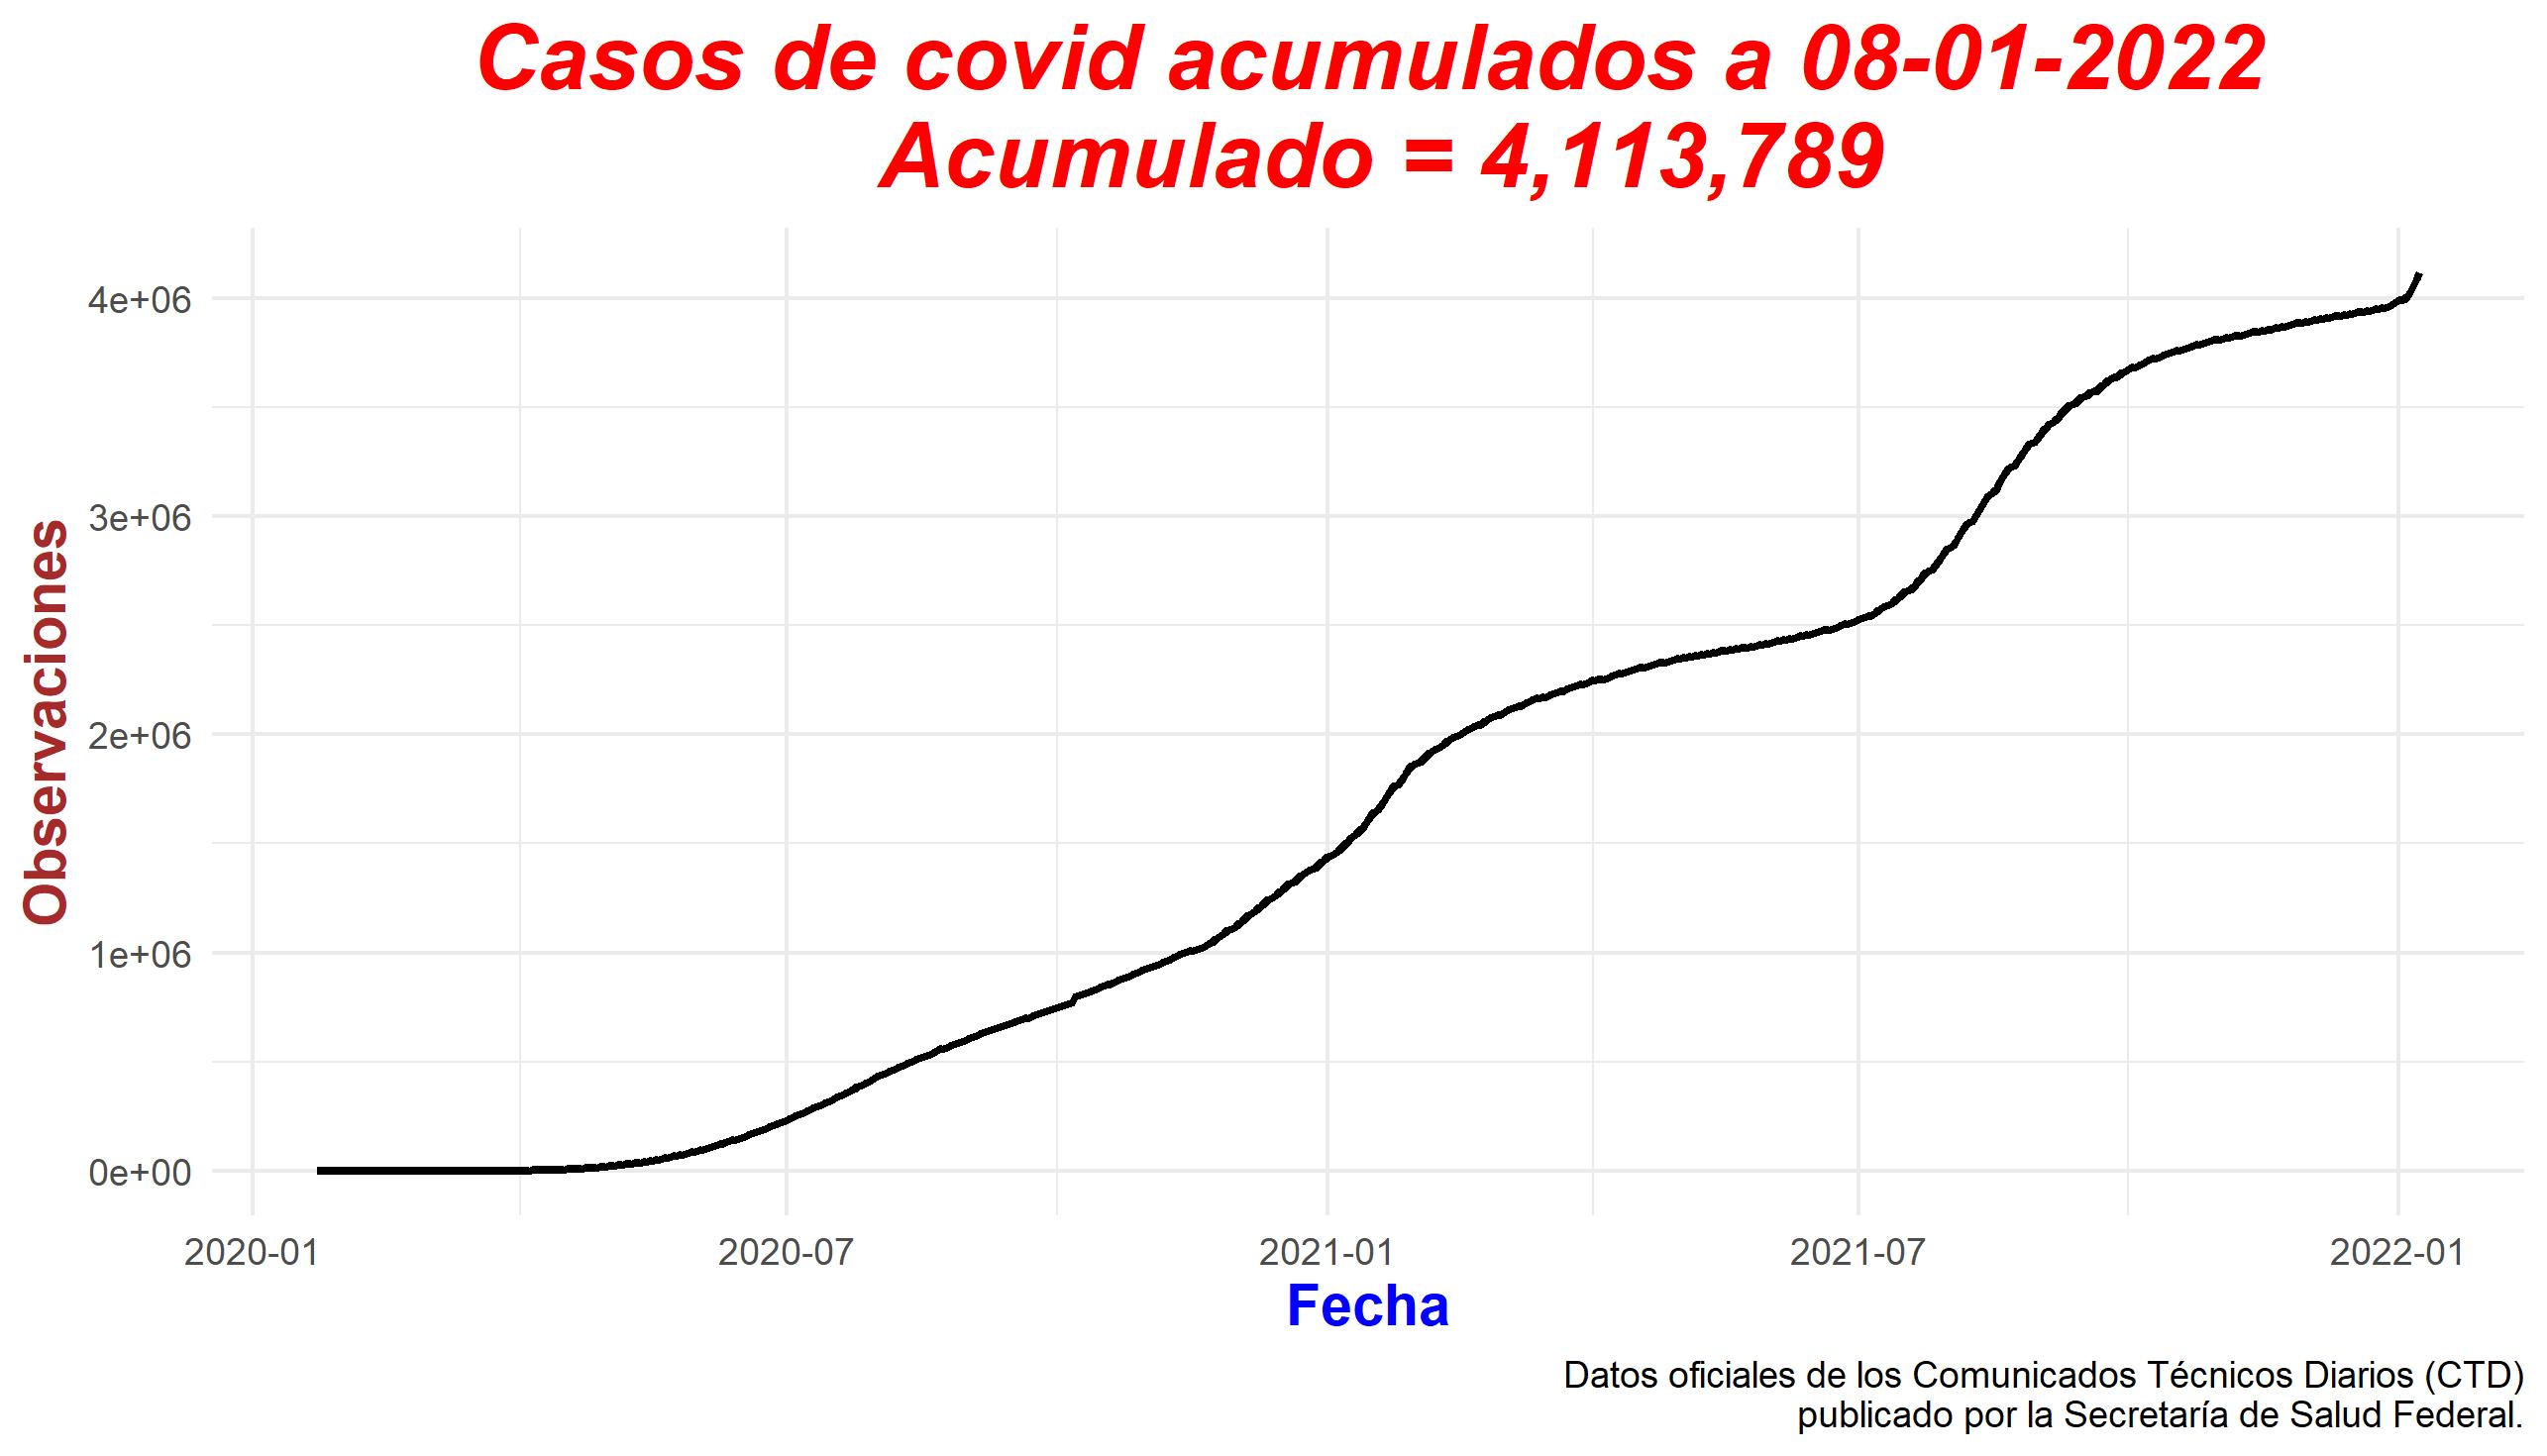 Casos de covid acumulados a 08-01-2022
Acumulado = 4,113,789
Observaciones
4e+06
3e+06
2e+06
1e+06
0e+00
2020-01
2020-07
2021-01
2021-07
2022-01
Fecha
Datos oficiales de los Comunicados Técnicos Diarios (CTD)
publicado por la Secretaría de Salud Federal.